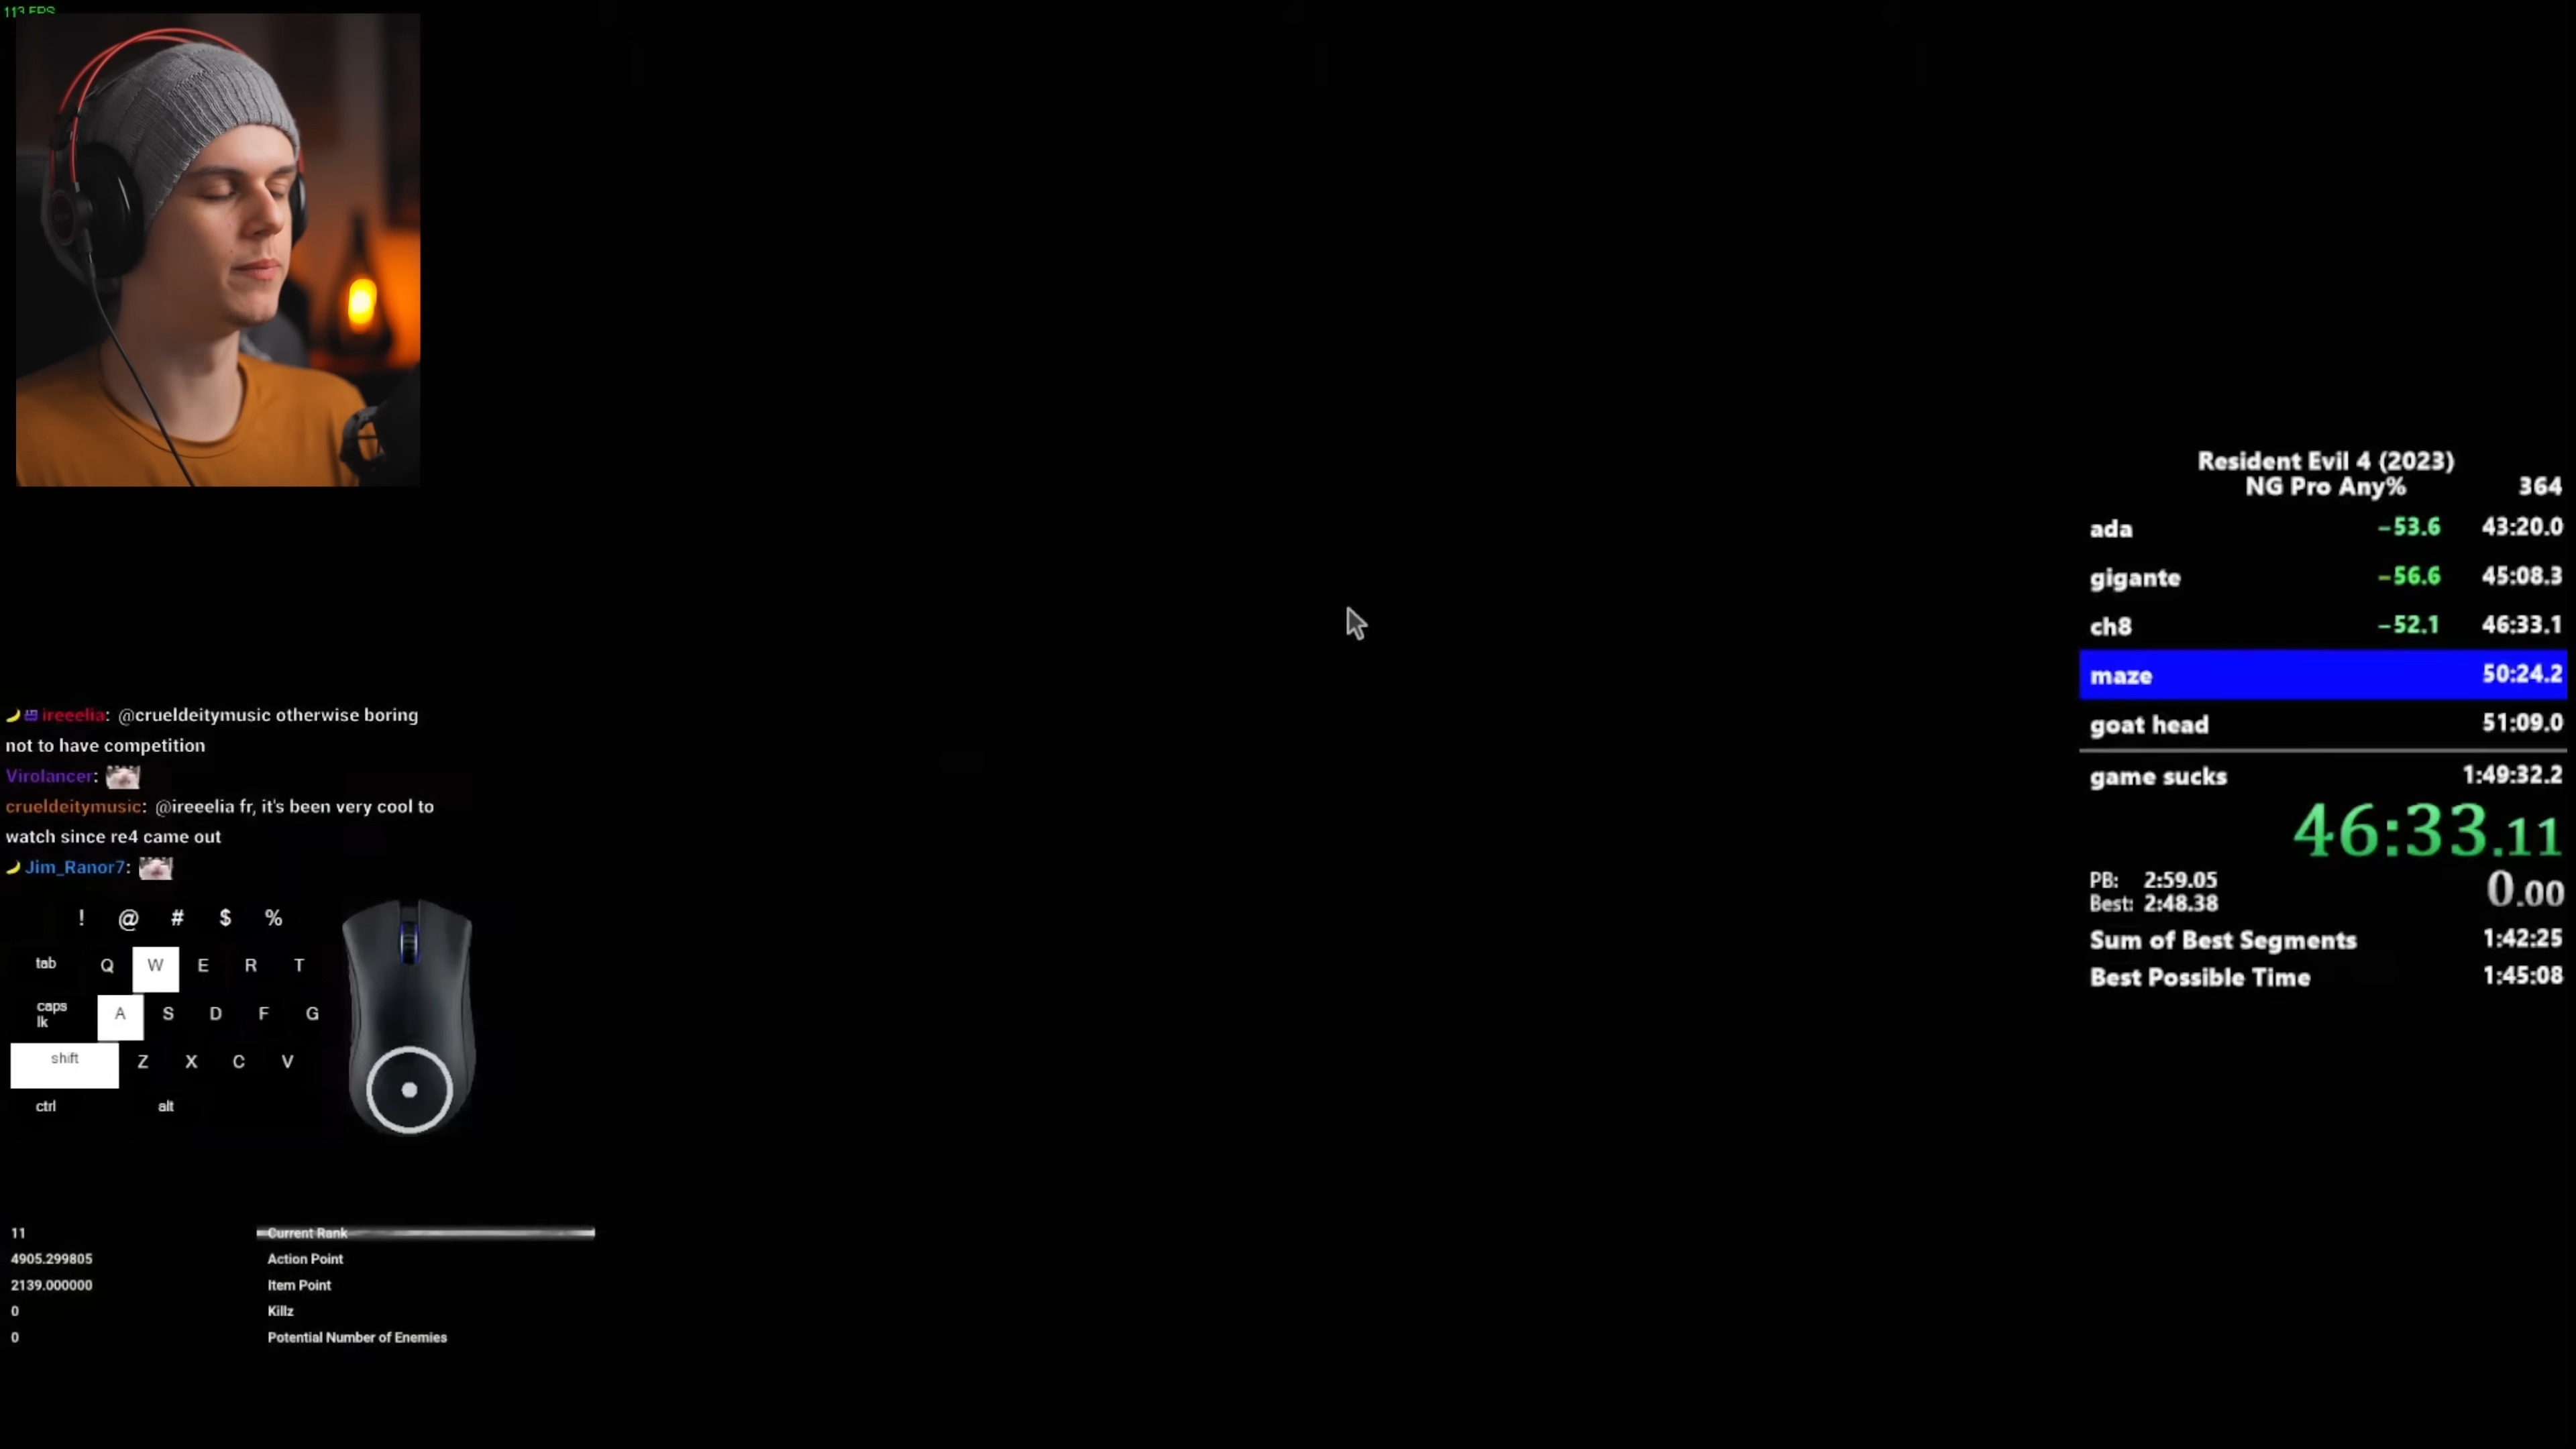 113 FPS
Resident Evil 4 (2023)
NG Pro Any% 364
ada -53.6 43:20.0
gigante -56.6 45:08.3
ch8 -52.1 46:33.1
maze 50:24.2
goat head 51:09.0
game sucks 1:49:32.2
46:33.11
PB: 2:59.05 0.00
Best: 2:48.38
Sum of Best Segments 1:42:25
Best Possible Time 1:45:08
ireeelia: @crueldeitymusic otherwise boring
not to have competition
Virolancer:
crueldeitymusic: @ireeelia fr, it's been very cool to
watch since re4 came out
Jim_Ranor7:
! @ # $ %
tab Q W E R T
caps
lk A S D F G
shift Z X C V
ctrl alt
11 Current Rank
4905.299805 Action Point
2139.000000 Item Point
0 Killz
0 Potential Number of Enemies